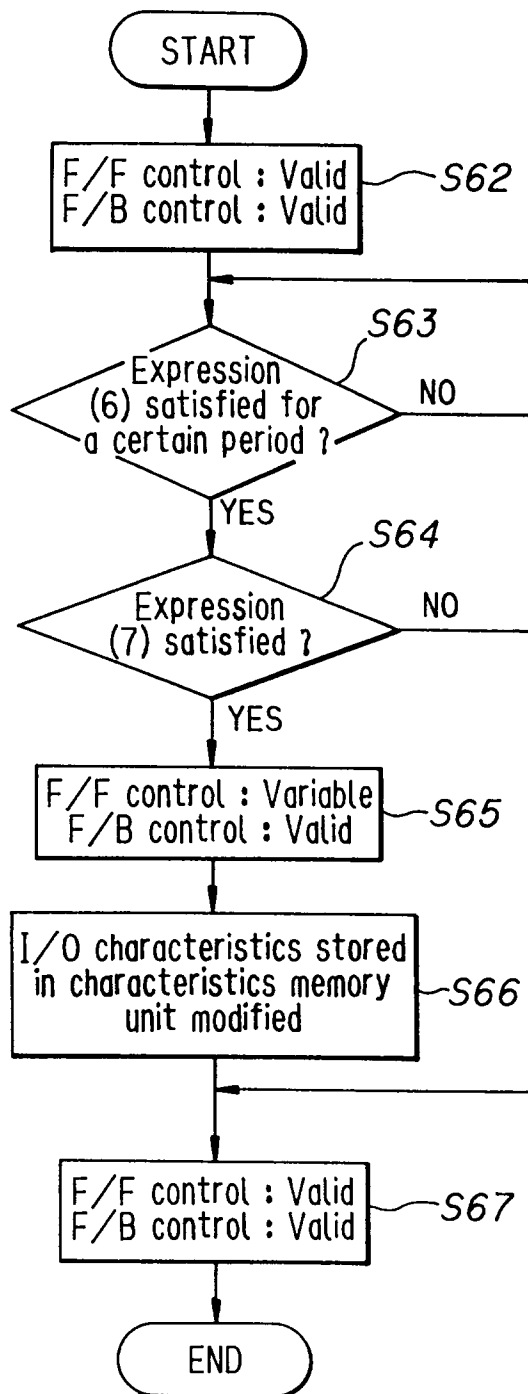 START
F/F control : Valid
F/B control : Valid
S62
S63
Expression
(6) satisfied for
a certain period ?
NO
YES
S64
Expression
(7) satisfied ?
NO
YES
F/F control : Variable
F/B control : Valid
S65
I/O characteristics stored
in characteristics memory
unit modified
S66
F/F control : Valid
F/B control : Valid
S67
END